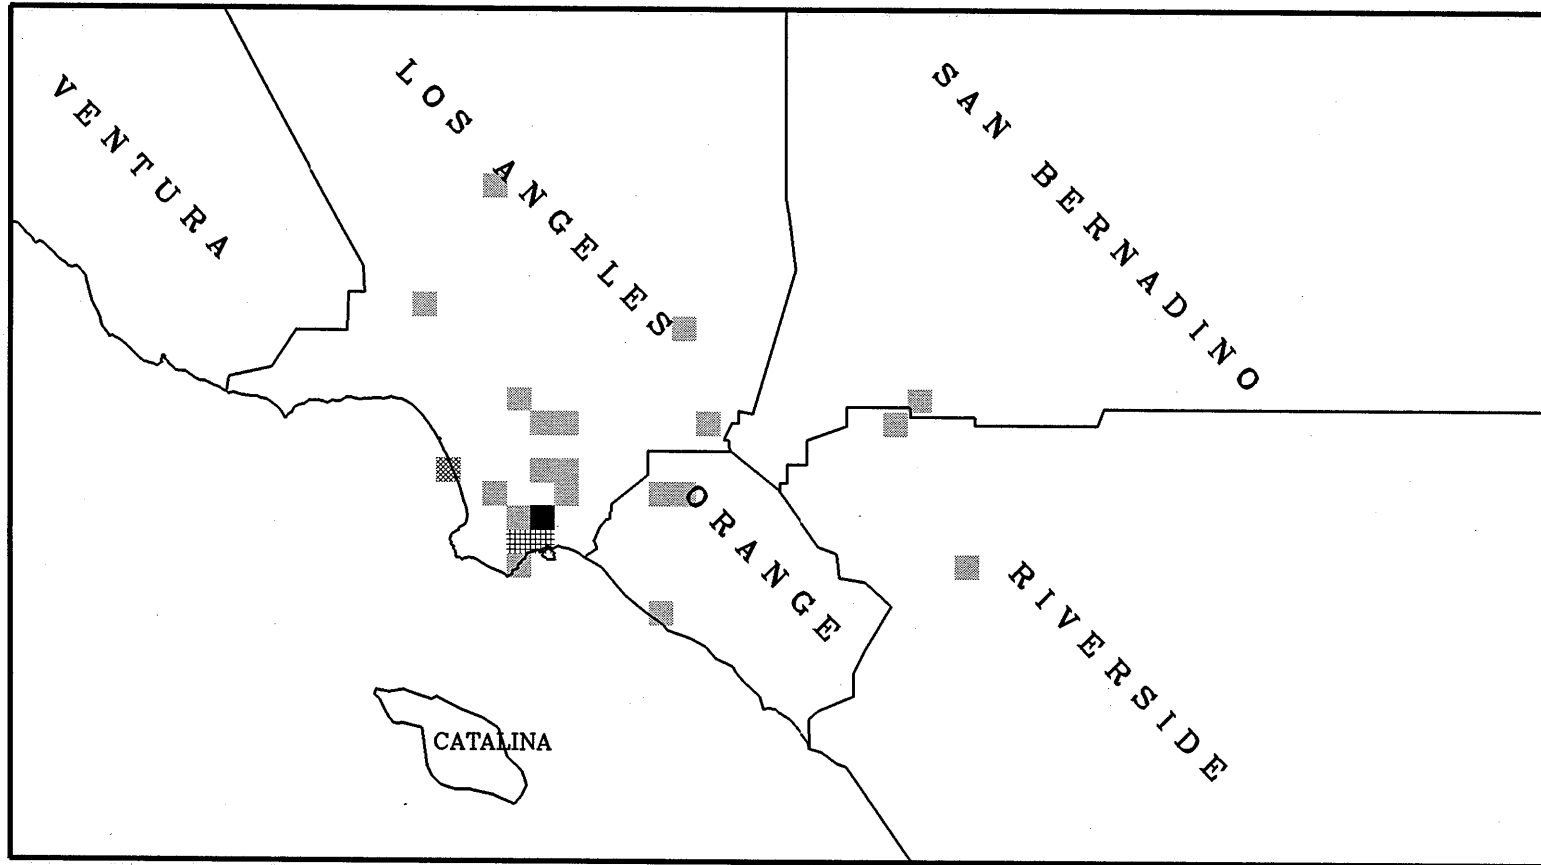 VENTURA
LOS ANGELES
SAN BERNADINO
ORANGE
RIVERSIDE
CATALINA